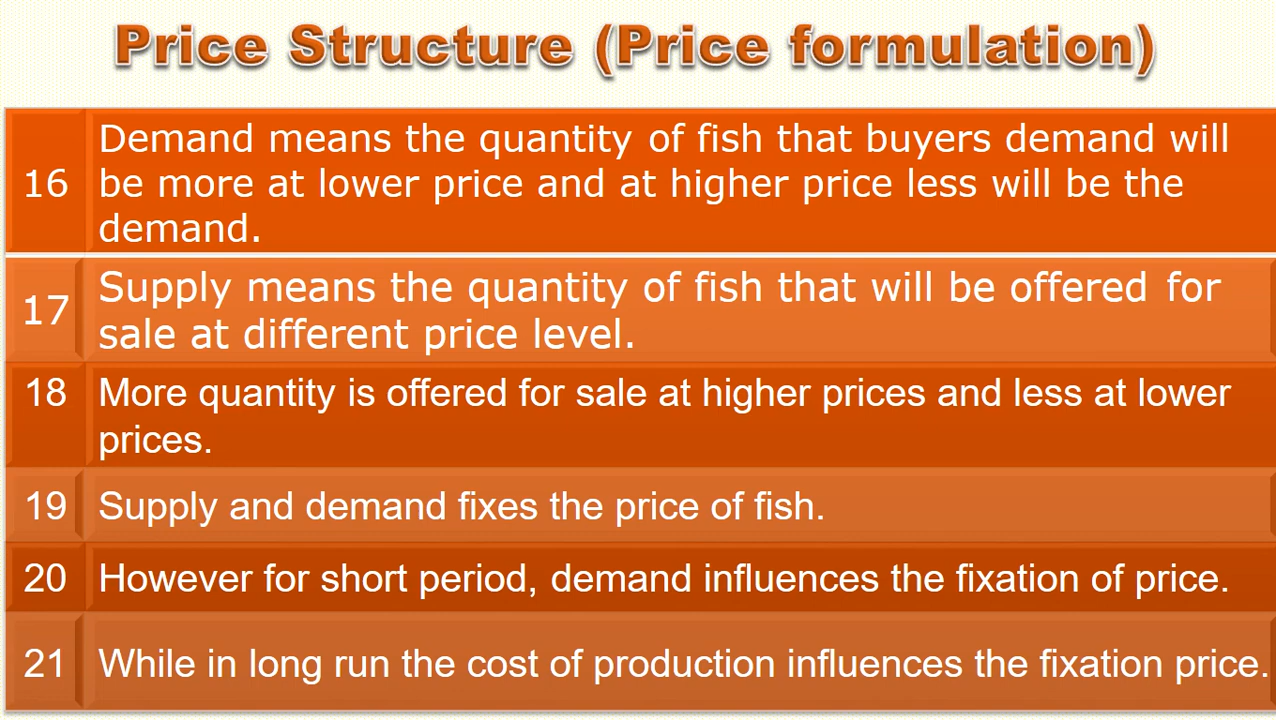 Price Structure (Price formulation)
16
Demand means the quantity of fish that buyers demand will
be more at lower price and at higher price less will be the
demand.
17
Supply means the quantity of fish that will be offered for
sale at different price level.
18
More quantity is offered for sale at higher prices and less at lower
prices.
19
Supply and demand fixes the price of fish.
20
However for short period, demand influences the fixation of price.
21
While in long run the cost of production influences the fixation price.